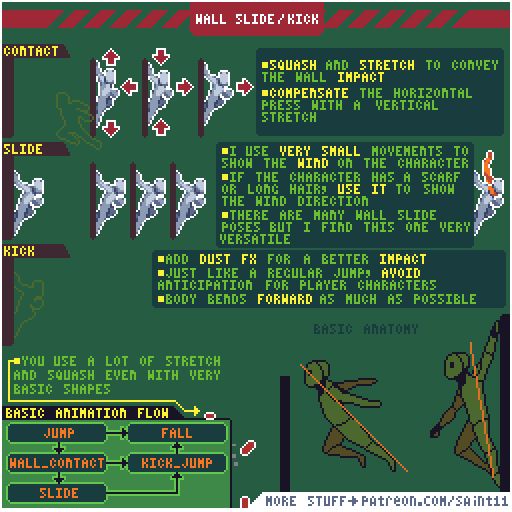 WALL SLIDE/KICK
CONTACT
■SQUASH AND STRETCH TO CONVEY
THE WALL IMPACT
■COMPENSATE THE HORIZONTAL
PRESS WITH A VERTICAL
STRETCH
SLIDE
■I USE VERY SMALL MOVEMENTS TO
SHOW THE WIND ON THE CHARACTER
■IF THE CHARACTER HAS A SCARF
OR LONG HAIR, USE IT TO SHOW
THE WIND DIRECTION
■THERE ARE MANY WALL SLIDE
POSES BUT I FIND THIS ONE VERY
VERSATILE
KICK
■ADD DUST FX FOR A BETTER IMPACT
■JUST LIKE A REGULAR JUMP, AVOID
ANTICIPATION FOR PLAYER CHARACTERS
■BODY BENDS FORWARD AS MUCH AS POSSIBLE
BASIC ANATOMY
■YOU USE A LOT OF STRETCH
AND SQUASH EVEN WITH VERY
BASIC SHAPES
BASIC ANIMATION FLOW
JUMP
FALL
WALL_CONTACT
KICK_JUMP
SLIDE
MORE STUFF→PATREON.COM/SAINT11